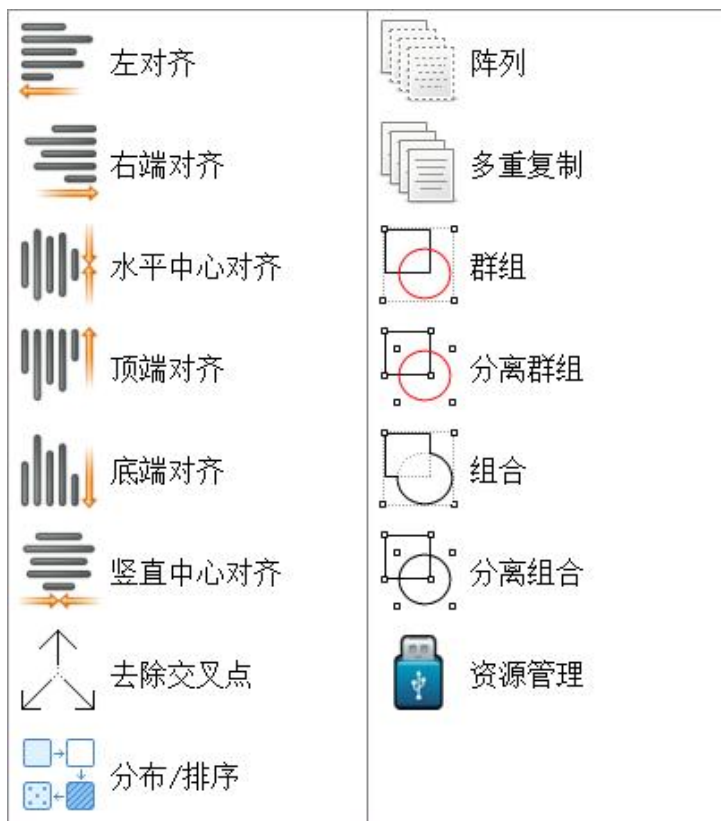 左对齐
右端对齐
水平中心对齐
顶端对齐
底端对齐
竖直中心对齐
去除交叉点
分布/排序
阵列
多重复制
群组
分离群组
组合
分离组合
资源管理